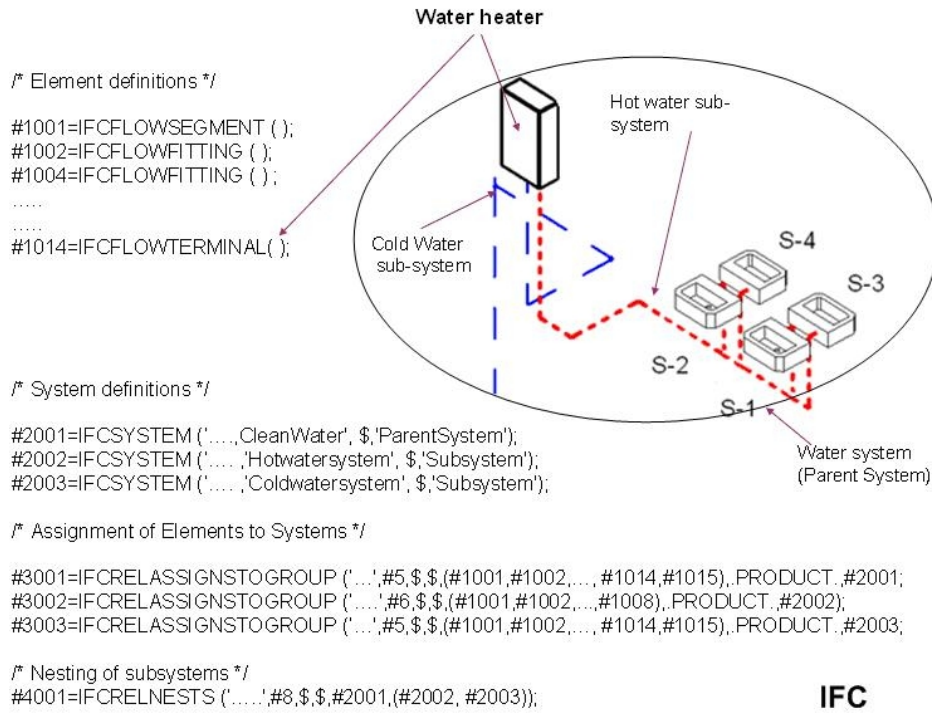 Water heater
/* Element definitions */
#1001=IFCFLOWSEGMENT ( );
#1002=IFCFLOWFITTING ( );
#1004=IFCFLOWFITTING ( ) ;
.....
.....
#1014=IFCFLOWTERMINAL( );
Hot water sub-
system
Cold Water
sub-system
S-4
S-3
S-2
S-1
Water system
(Parent System)
/* System definitions */
#2001=IFCSYSTEM ('....,CleanWater', $,'ParentSystem');
#2002=IFCSYSTEM ('.... ,'Hotwatersystem', $,'Subsystem');
#2003=IFCSYSTEM ('.... ,'Coldwatersystem', $,'Subsystem');
/* Assignment of Elements to Systems */
#3001=IFCRELASSIGNSTOGROUP ('...',#5,$,$,(#1001,#1002,..., #1014,#1015),.PRODUCT.,#2001;
#3002=IFCRELASSIGNSTOGROUP ('....',#6,$,$,(#1001,#1002,...,#1008),.PRODUCT.,#2002);
#3003=IFCRELASSIGNSTOGROUP ('...',#5,$,$,(#1001,#1002,..., #1014,#1015),.PRODUCT.,#2003;
/* Nesting of subsystems */
#4001=IFCRELNESTS ('.....',#8,$,$,#2001,(#2002, #2003));
IFC